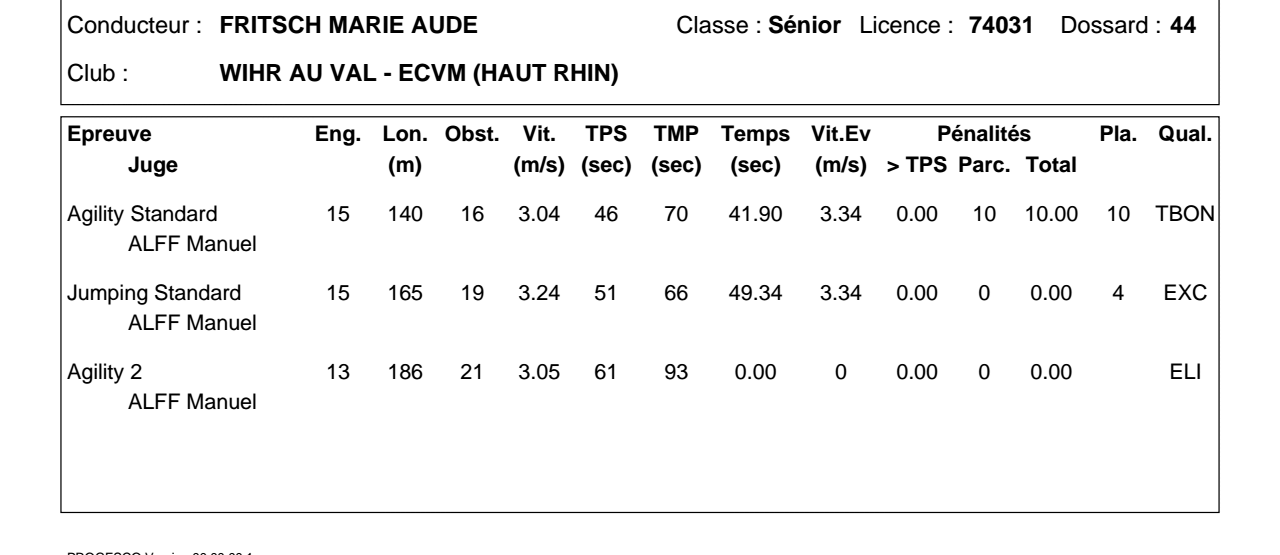 Conducteur : FRITSCH MARIE AUDE Classe : Sénior Licence : 74031 Dossard : 44
Club : WIHR AU VAL - ECVM (HAUT RHIN)
Epreuve Eng. Lon. Obst. Vit. TPS TMP Temps Vit.Ev Pénalités Pla. Qual.
Juge (m) (m/s) (sec) (sec) (sec) (m/s) > TPS Parc. Total
Agility Standard 15 140 16 3.04 46 70 41.90 3.34 0.00 10 10.00 10 TBON
ALFF Manuel
Jumping Standard 15 165 19 3.24 51 66 49.34 3.34 0.00 0 0.00 4 EXC
ALFF Manuel
Agility 2 13 186 21 3.05 61 93 0.00 0 0.00 0 0.00 ELI
ALFF Manuel